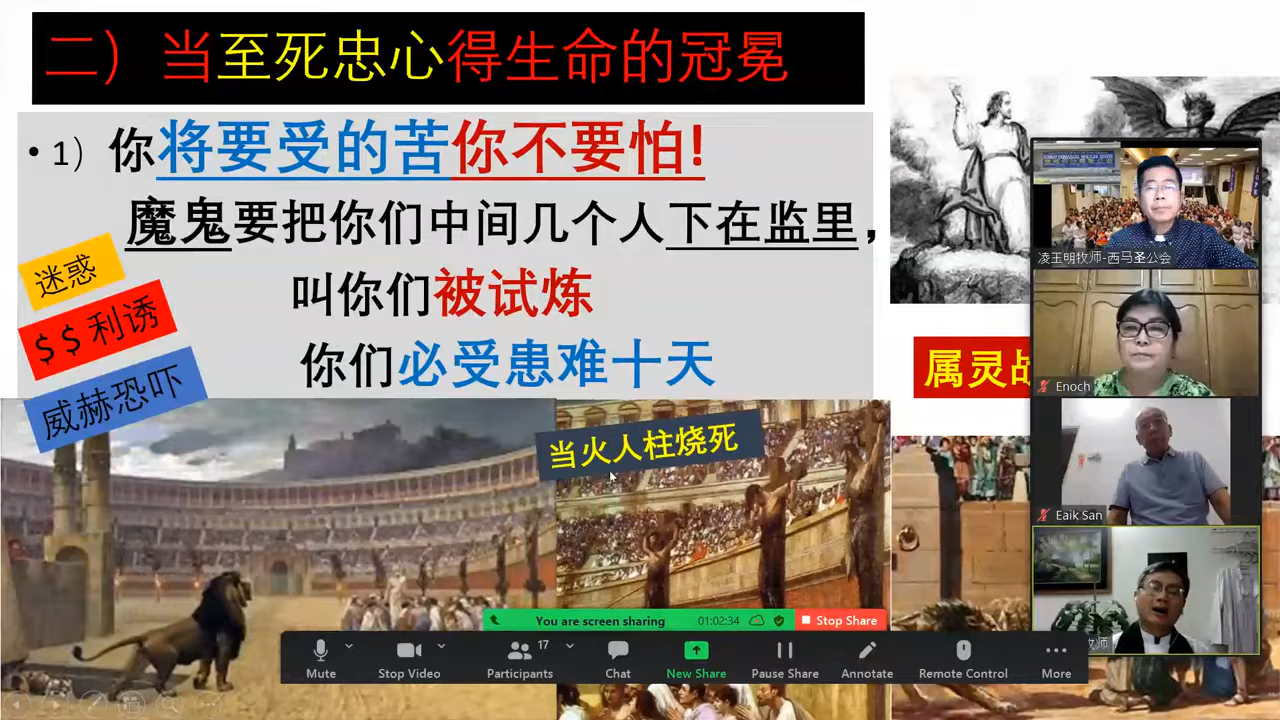 二）当至死忠心得生命的冠冕
• 1）你将要受的苦你不要怕!
魔鬼要把你们中间几个人下在监里，
叫你们被试炼
你们必受患难十天
迷惑
$$利诱
威赫恐吓
当火人柱烧死
属灵战
凌玉明牧师-西马圣公会
Enoch
Eaik San
牧师
You are screen sharing
01:02:34
Stop Share
Mute
Stop Video
17
Participants
Chat
New Share
Pause Share
Annotate
Remote Control
More